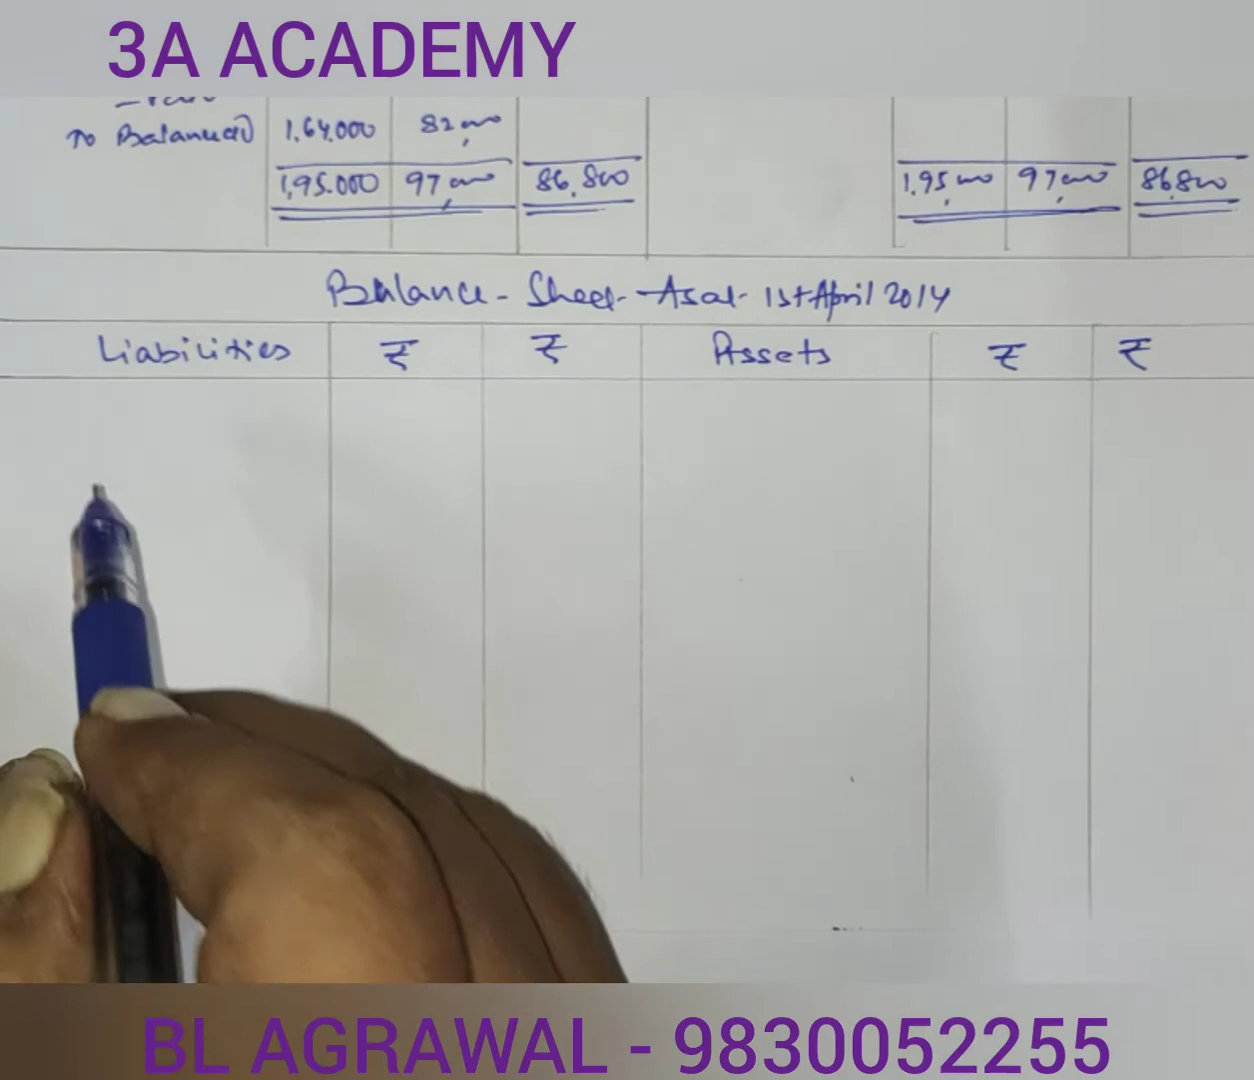 3A ACADEMY
To Balance c/d 1,64,000 82,000
1,95,000 97,000 86,800 1,95,000 97,000 86,800
Balance - Sheet - As at - 1st April 2014
Liabilities ₹ ₹ Assets ₹ ₹
BL AGRAWAL - 9830052255